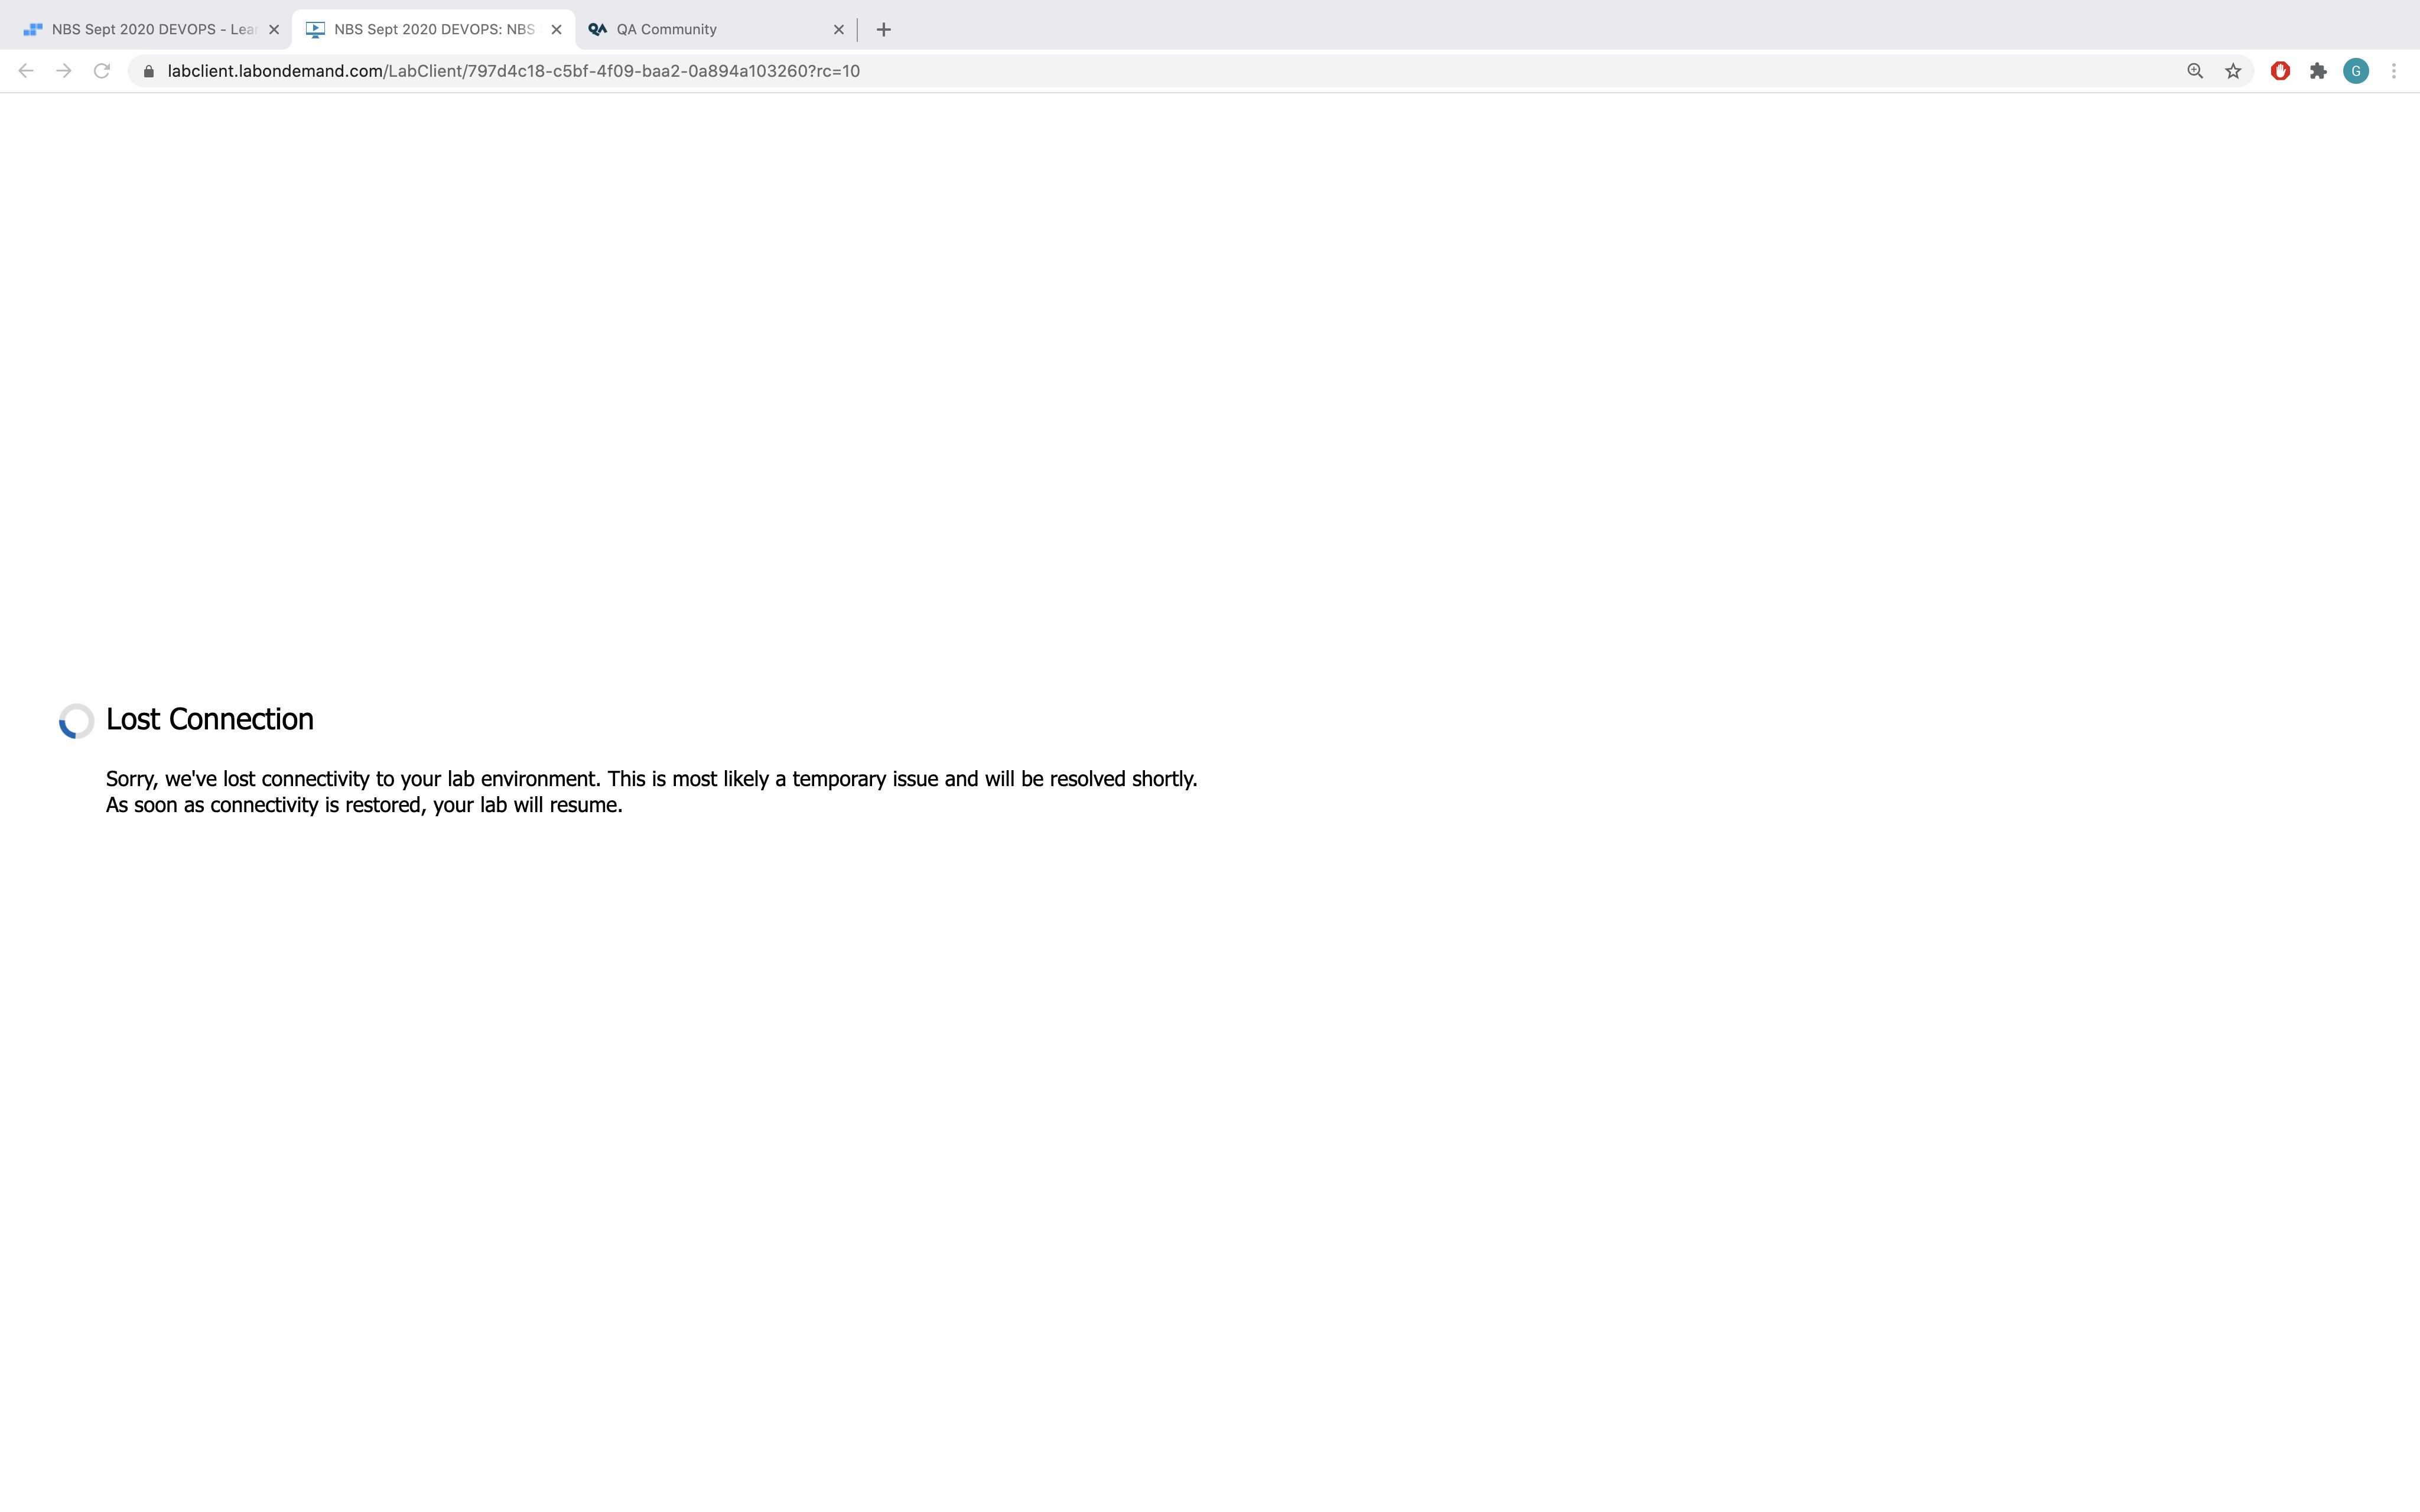 NBS Sept 2020 DEVOPS - Lear
NBS Sept 2020 DEVOPS: NBS
QA QA Community
labclient.labondemand.com/LabClient/797d4c18-c5bf-4f09-baa2-0a894a103260?rc=10
G
Lost Connection
Sorry, we've lost connectivity to your lab environment. This is most likely a temporary issue and will be resolved shortly.
As soon as connectivity is restored, your lab will resume.